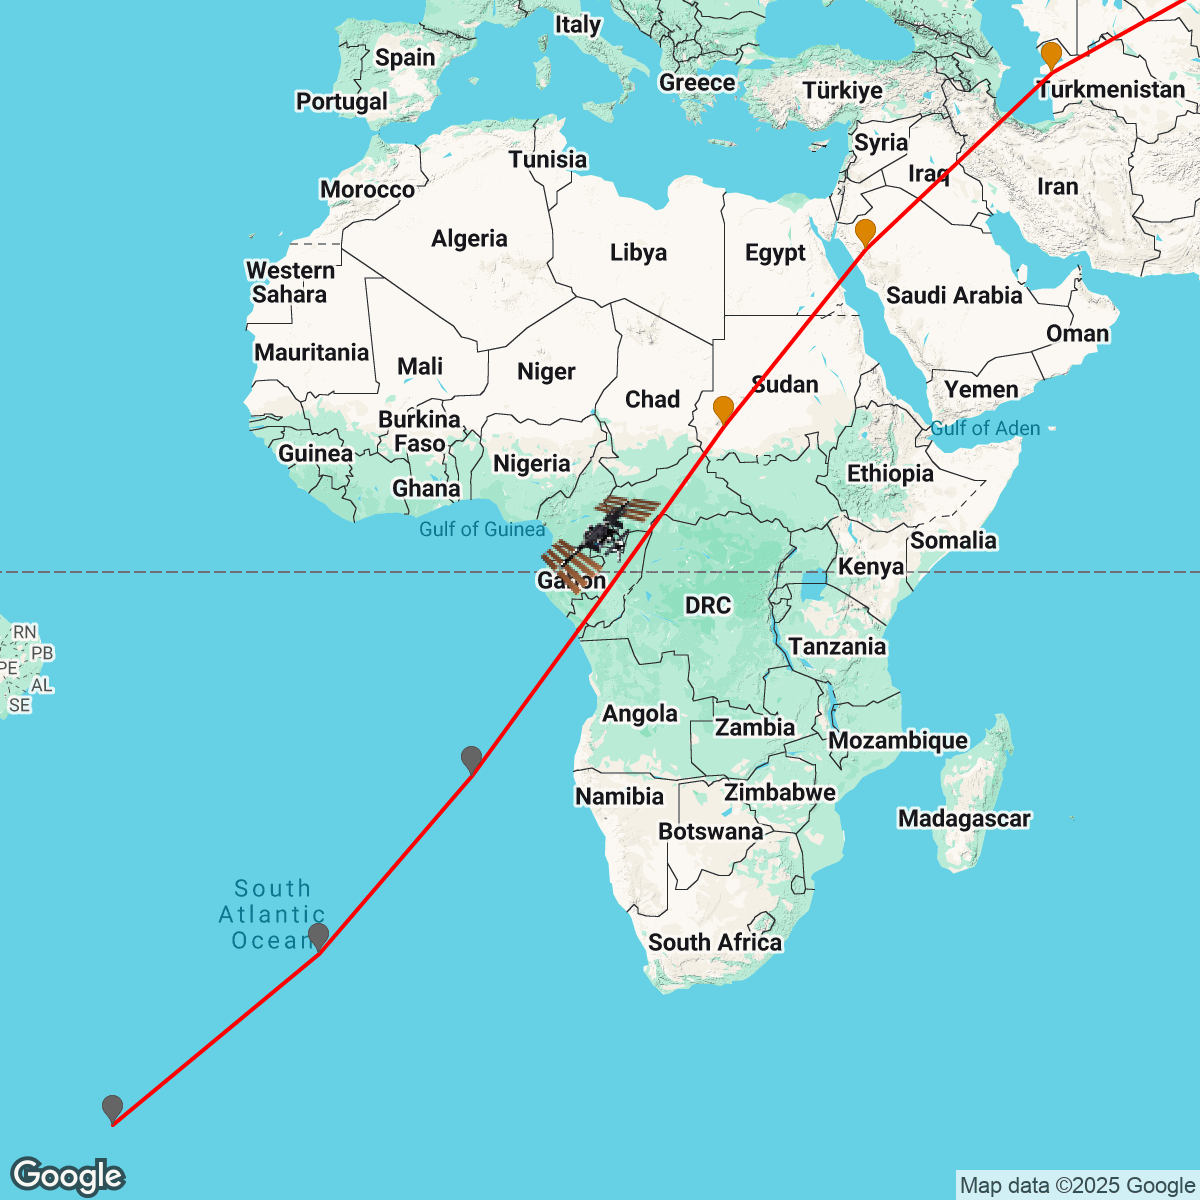 Italy
Spain
Greece
Portugal
Türkiye
Turkmenistan
Syria
Tunisia
Iraq
Morocco
Iran
Algeria
Libya
Egypt
Western
Sahara
Saudi Arabia
Oman
Mauritania
Mali
Niger
Chad
Sudan
Yemen
Burkina
Faso
Gulf of Aden
Guinea
Nigeria
Ethiopia
Ghana
Gulf of Guinea
Somalia
Kenya
Gabon
DRC
RN
PB
PE
AL
SE
Tanzania
Angola
Zambia
Mozambique
Namibia
Zimbabwe
Botswana
Madagascar
South
Atlantic
Ocean
South Africa
Google
Map data ©2025 Google